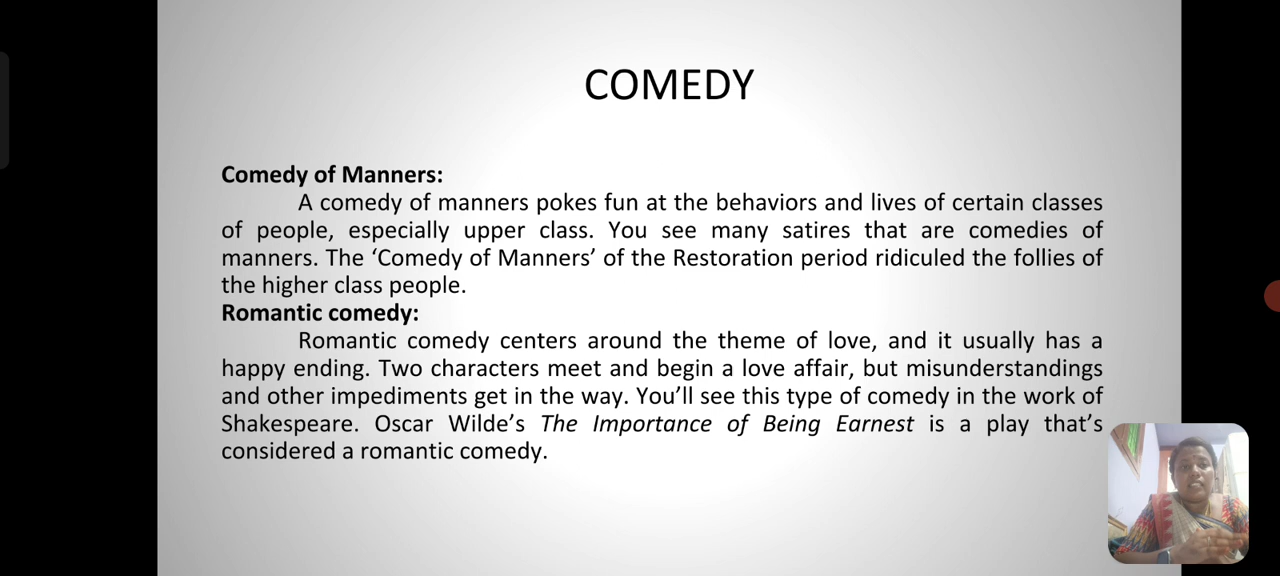 COMEDY
Comedy of Manners:
A comedy of manners pokes fun at the behaviors and lives of certain classes
of people, especially upper class. You see many satires that are comedies of
manners. The ‘Comedy of Manners’ of the Restoration period ridiculed the follies of
the higher class people.
Romantic comedy:
Romantic comedy centers around the theme of love, and it usually has a
happy ending. Two characters meet and begin a love affair, but misunderstandings
and other impediments get in the way. You’ll see this type of comedy in the work of
Shakespeare. Oscar Wilde’s The Importance of Being Earnest is a play that’s
considered a romantic comedy.